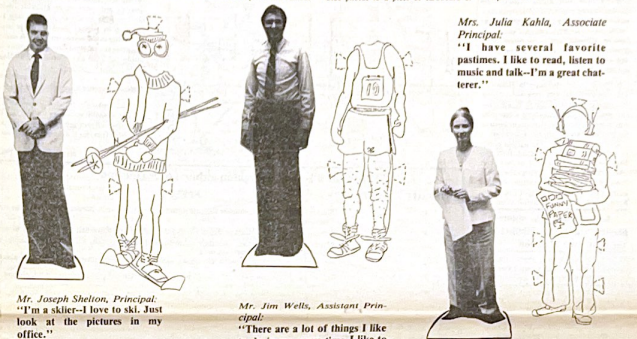 Mrs. Julia Kahla, Associate
Principal:
"I have several favorite
pastimes. I like to read, listen to
music and talk--I'm a great chat-
terer."
FUNNY
PAPER
Mr. Joseph Shelton, Principal:
"I'm a skiier--I love to ski. Just
look at the pictures in my
office."
Mr. Jim Wells, Assistant Prin-
cipal:
"There are a lot of things I like